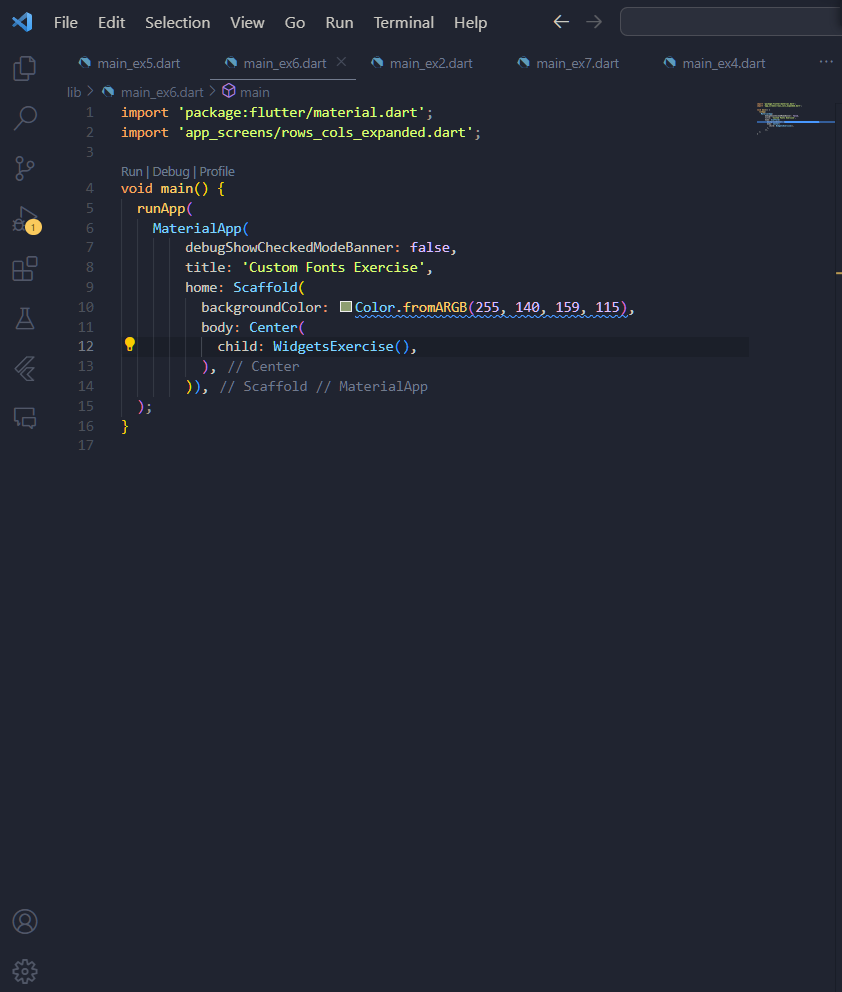 File Edit Selection View Go Run Terminal Help
main_ex5.dart main_ex6.dart main_ex2.dart main_ex7.dart main_ex4.dart
lib > main_ex6.dart > main
1 import 'package:flutter/material.dart';
2 import 'app_screens/rows_cols_expanded.dart';
3
Run | Debug | Profile
4 void main() {
5   runApp(
6     MaterialApp(
7         debugShowCheckedModeBanner: false,
8         title: 'Custom Fonts Exercise',
9         home: Scaffold(
10           backgroundColor: Color.fromARGB(255, 140, 159, 115),
11           body: Center(
12             child: WidgetsExercise(),
13           ), // Center
14         )), // Scaffold // MaterialApp
15   );
16 }
17
1